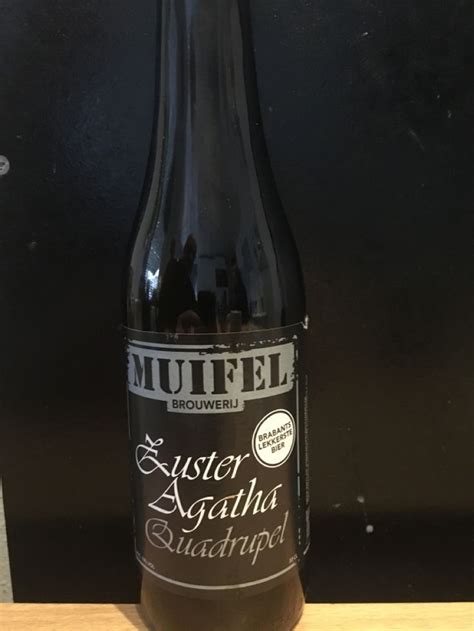 MUIFEL
BROUWERIJ
BRABANTS
LEKKERSTE
BIER
Zuster
Agatha
Quadrupel